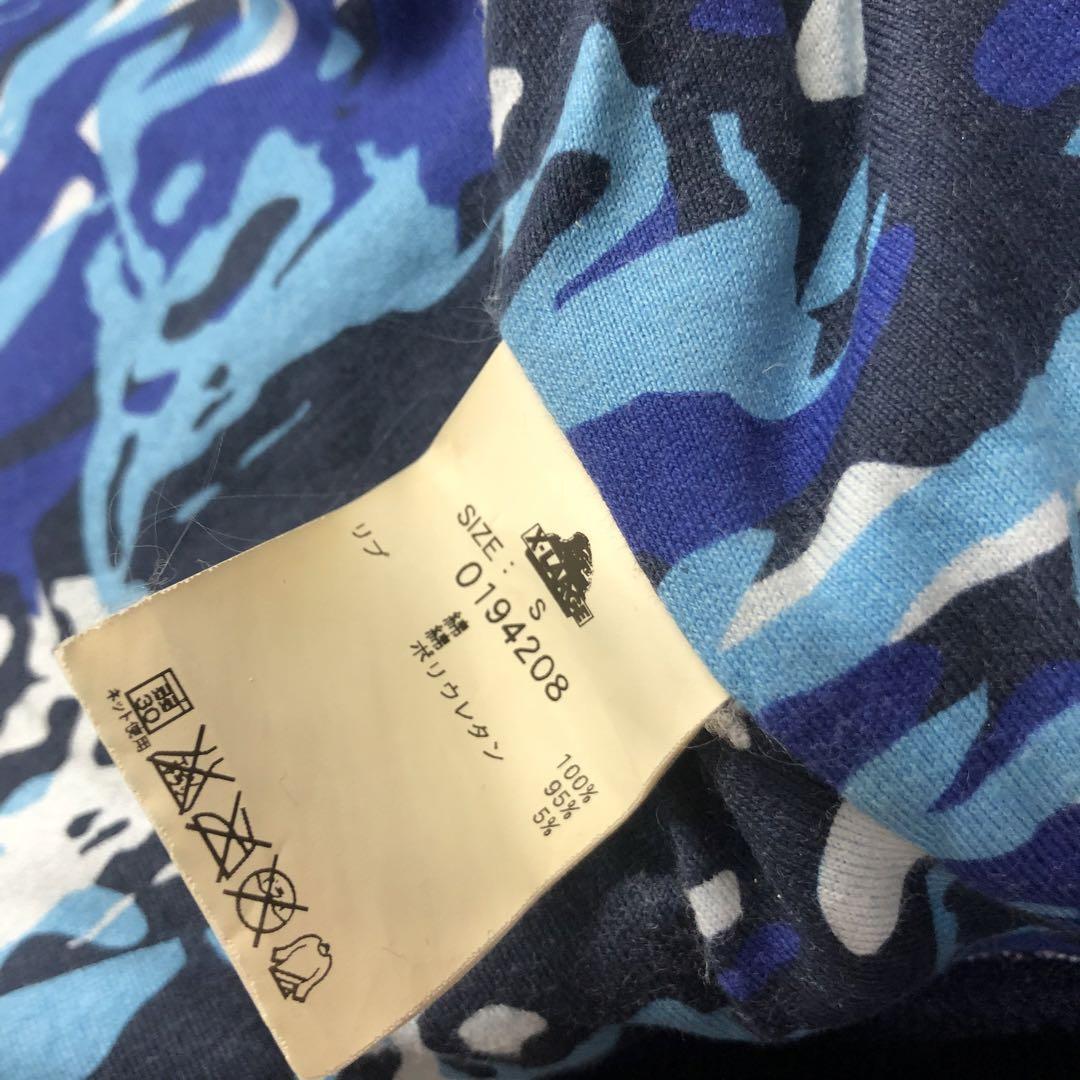 X-LARGE
SIZE: S
0194208
綿 100%
リブ 綿 95%
ポリウレタン 5%
弱
30
ネット使用